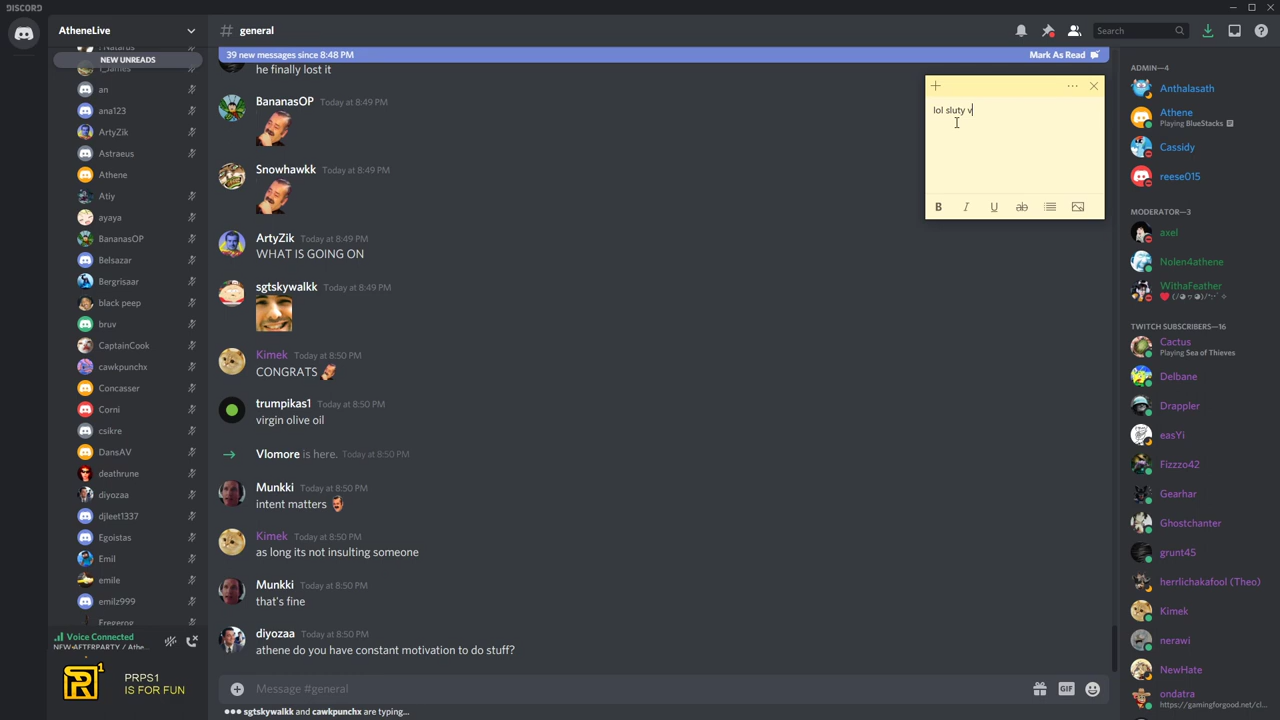 DISCORD
AtheneLive
NEW UNREADS
an
ana123
ArtyZik
Astraeus
Athene
Atiy
ayaya
BananasOP
Belsazar
Bergrisaar
black peep
bruv
CaptainCook
cawkpunchx
Concasser
Corni
csikre
DansAV
deathrune
diyozaa
djleet1337
Egoistas
Emil
emile
emilz999
Fregerog
Voice Connected
NEW•AFTERPARTY / Athe...
PRPS1
IS FOR FUN
# general
Search
39 new messages since 8:48 PM
Mark As Read
he finally lost it
BananasOP Today at 8:49 PM
Snowhawkk Today at 8:49 PM
ArtyZik Today at 8:49 PM
WHAT IS GOING ON
sgtskywalkk Today at 8:49 PM
Kimek Today at 8:50 PM
CONGRATS
trumpikas1 Today at 8:50 PM
virgin olive oil
Vlomore is here. Today at 8:50 PM
Munkki Today at 8:50 PM
intent matters
Kimek Today at 8:50 PM
as long its not insulting someone
Munkki Today at 8:50 PM
that's fine
diyozaa Today at 8:50 PM
athene do you have constant motivation to do stuff?
Message #general
GIF
sgtskywalkk and cawkpunchx are typing...
lol sluty v
B I U ab
ADMIN—4
Anthalasath
Athene
Playing BlueStacks
Cassidy
reese015
MODERATOR—3
axel
Nolen4athene
WithaFeather
TWITCH SUBSCRIBERS—16
Cactus
Playing Sea of Thieves
Delbane
Drappler
easYi
Fizzzo42
Gearhar
Ghostchanter
grunt45
herrlichakafool (Theo)
Kimek
nerawi
NewHate
ondatra
https://gamingforgood.net/cl...